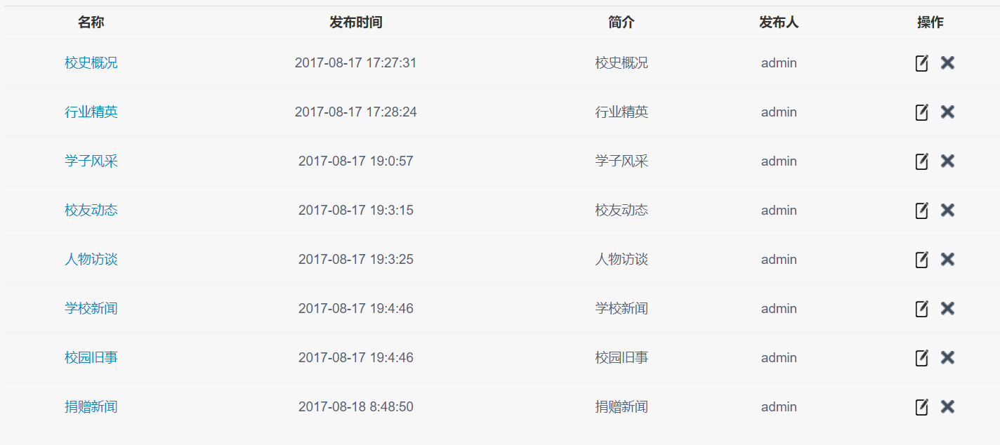 名称 发布时间 简介 发布人 操作
校史概况 2017-08-17 17:27:31 校史概况 admin
行业精英 2017-08-17 17:28:24 行业精英 admin
学子风采 2017-08-17 19:0:57 学子风采 admin
校友动态 2017-08-17 19:3:15 校友动态 admin
人物访谈 2017-08-17 19:3:25 人物访谈 admin
学校新闻 2017-08-17 19:4:46 学校新闻 admin
校园旧事 2017-08-17 19:4:46 校园旧事 admin
捐赠新闻 2017-08-18 8:48:50 捐赠新闻 admin